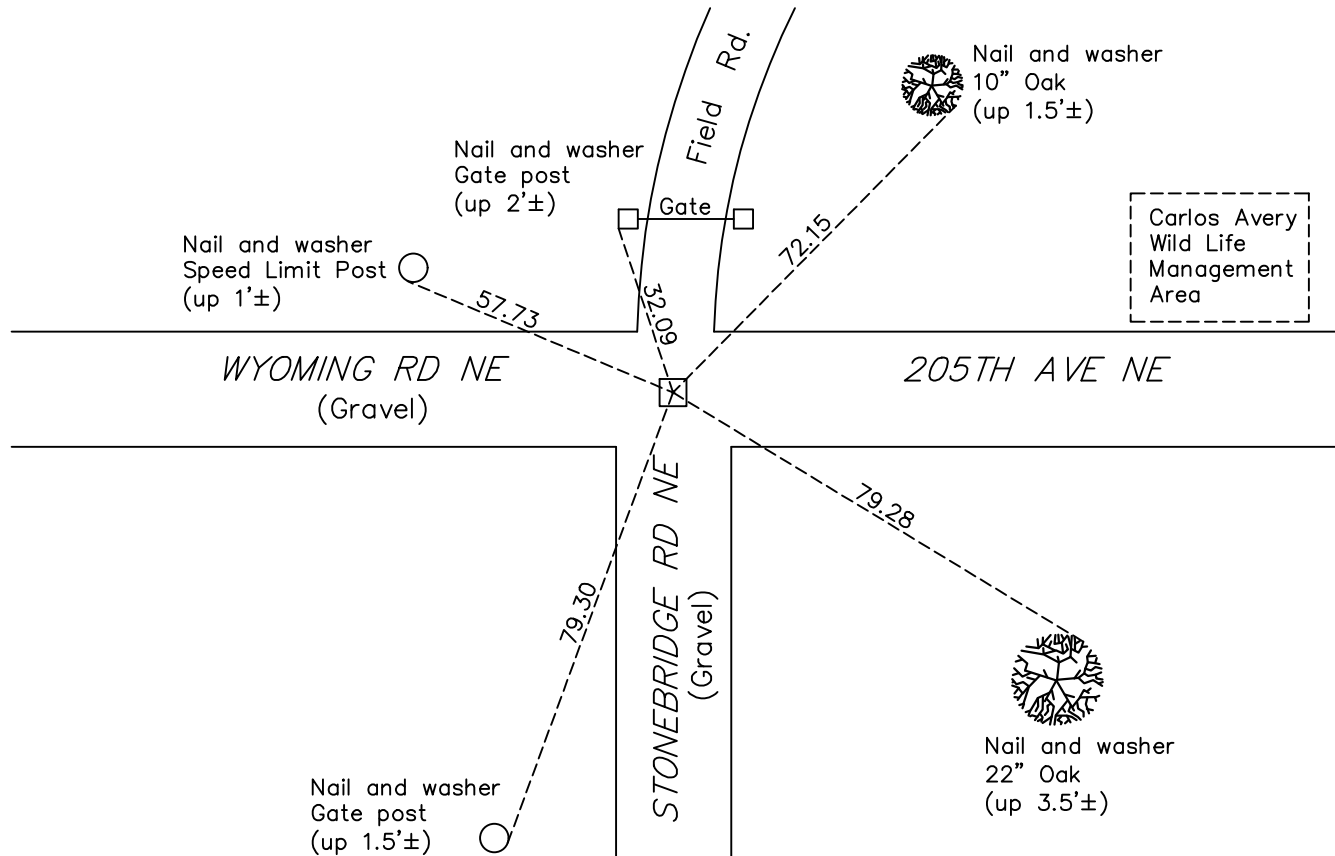 Field Rd.
Nail and washer
10" Oak
(up 1.5'±)
Nail and washer
Gate post
(up 2'±)
Gate
72.15
Carlos Avery
Wild Life
Management
Area
Nail and washer
Speed Limit Post
(up 1'±)
57.73
32.09
WYOMING RD NE
(Gravel)
205TH AVE NE
STONEBRIDGE RD NE
(Gravel)
79.28
79.30
Nail and washer
22" Oak
(up 3.5'±)
Nail and washer
Gate post
(up 1.5'±)